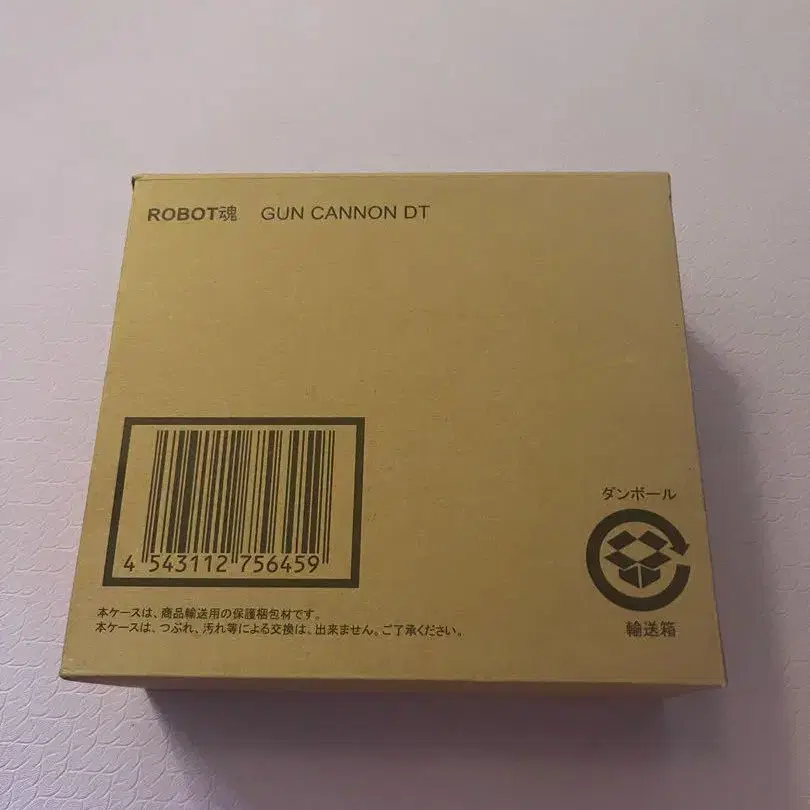 ROBOT魂 GUN CANNON DT
ダンボール
4 543112 756459
本ケースは、商品輸送用の保護梱包材です。
本ケースは、つぶれ、汚れ等による交換は、出来ません。ご了承ください。
輸送箱